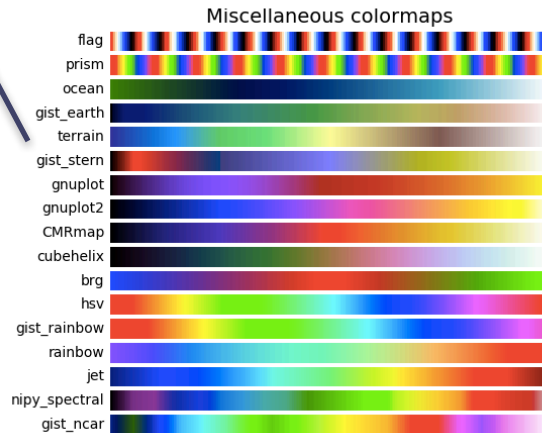 Miscellaneous colormaps
flag
prism
ocean
gist_earth
terrain
gist_stern
gnuplot
gnuplot2
CMRmap
cubehelix
brg
hsv
gist_rainbow
rainbow
jet
nipy_spectral
gist_ncar